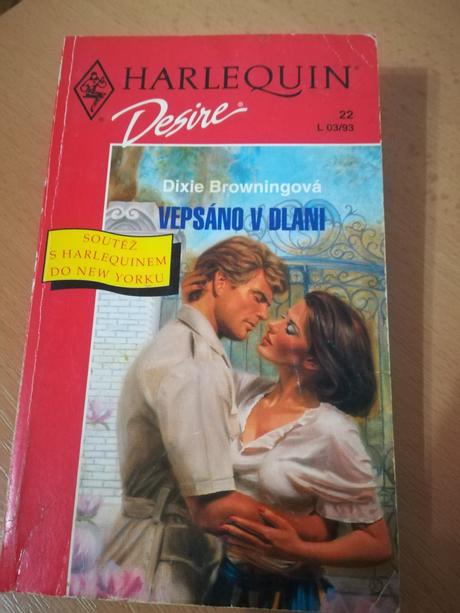 HARLEQUIN
Desire
22
L 03/93
Dixie Browningová
VEPSÁNO V DLANI
SOUTĚŽ
S HARLEQUINEM
DO NEW YORKU